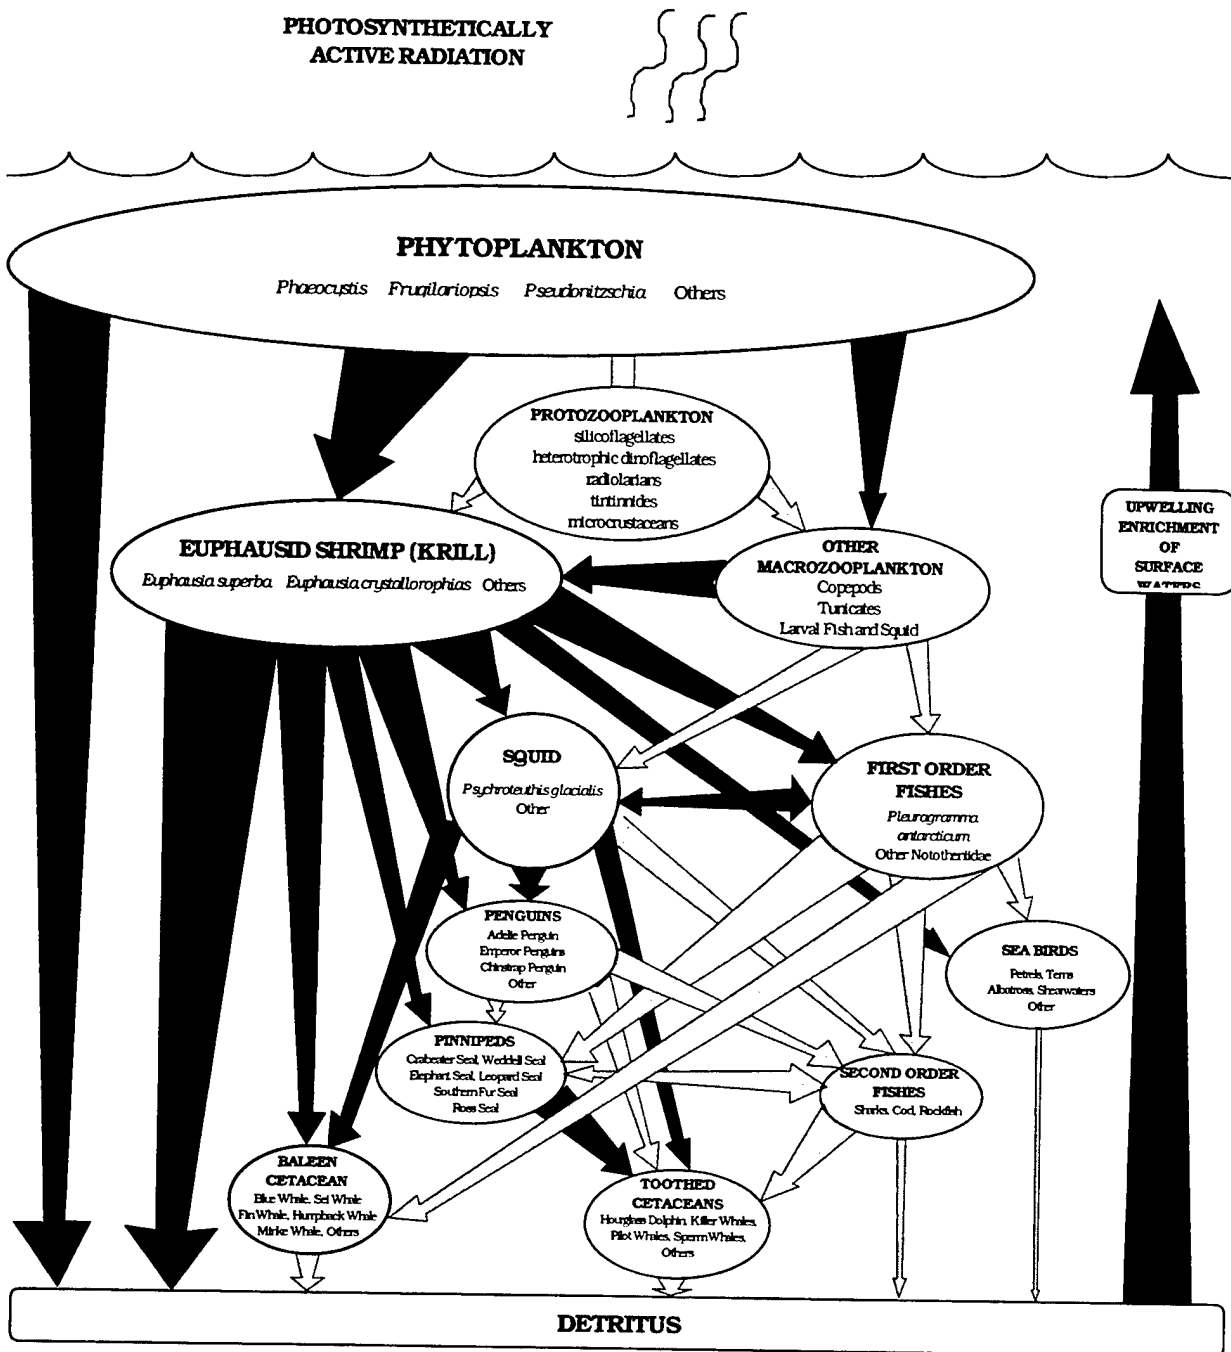 PHOTOSYNTHETICALLY
ACTIVE RADIATION
PHYTOPLANKTON
Phaeocystis Frugilariopsis Pseudonitzschia Others
PROTOZOOPLANKTON
silicoflagellates
heterotrophic dinoflagellates
radiolarians
tintinnides
microcrustaceans
EUPHAUSID SHRIMP (KRILL)
Euphausia superba Euphausia crystallorophias Others
OTHER
MACROZOOPLANKTON
Copepods
Tunicates
Larval Fish and Squid
UPWELLING
ENRICHMENT
OF
SURFACE
WATERS
SQUID
Psychroteuthis glacialis
Other
FIRST ORDER
FISHES
Pleuragramma
antarcticum
Other Notothentidae
PENGUINS
Adelie Penguin
Emperor Penguins
Chinstrap Penguin
Other
SEA BIRDS
Petrels, Terns
Albatross, Shearwaters
Other
PINNIPEDS
Crabeater Seal, Weddell Seal
Elephant Seal, Leopard Seal
Southern Fur Seal
Ross Seal
SECOND ORDER
FISHES
Sharks, Cod, Rockfish
BALEEN
CETACEAN
Blue Whale, Sei Whale
Fin Whale, Humpback Whale
Minke Whale, Others
TOOTHED
CETACEANS
Hourglass Dolphin, Killer Whales,
Pilot Whales, Sperm Whales,
Others
DETRITUS